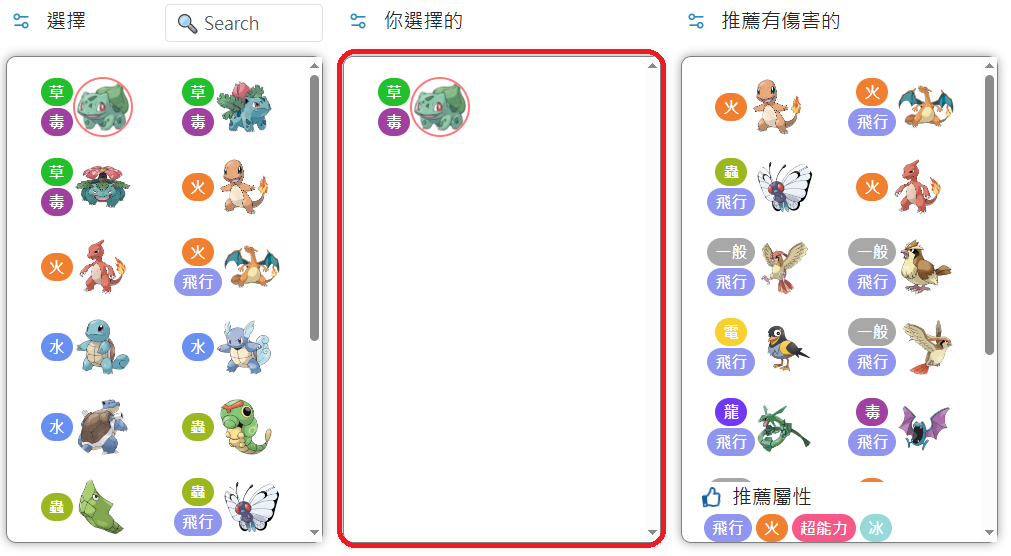 選擇
Search
草
毒
草
毒
草
毒
火
火
火
飛行
水
水
水
蟲
蟲
蟲
飛行
你選擇的
草
毒
推薦有傷害的
火
火
飛行
蟲
飛行
火
一般
飛行
一般
飛行
電
飛行
一般
飛行
龍
飛行
毒
飛行
推薦屬性
飛行 火 超能力 冰